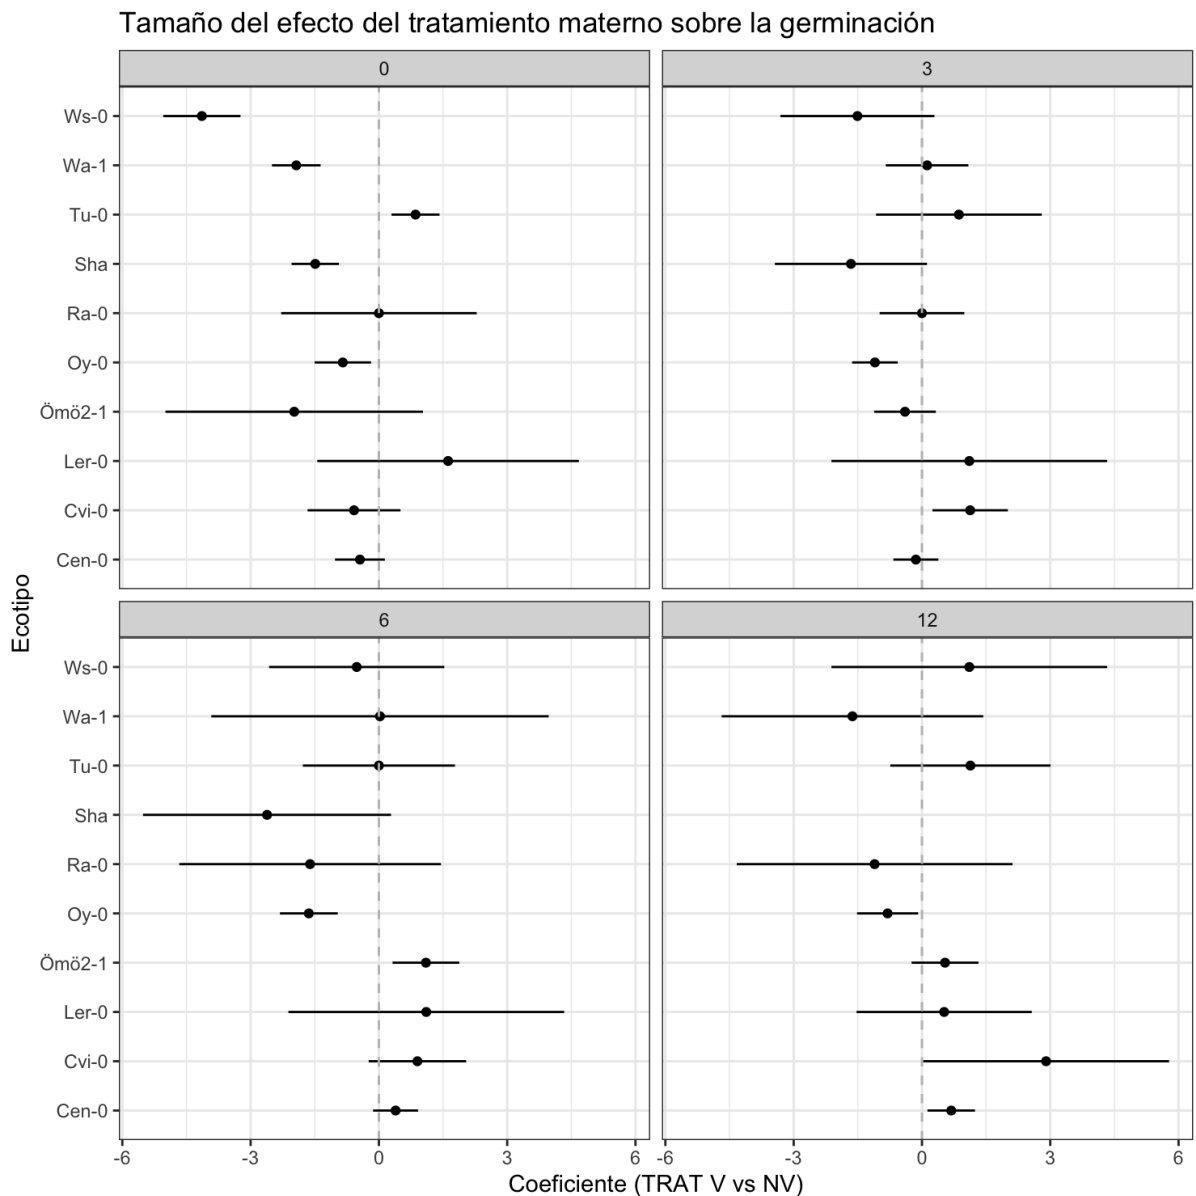 Tamaño del efecto del tratamiento materno sobre la germinación
0
3
Ws-0
Wa-1
Tu-0
Sha
Ra-0
Oy-0
Ömö2-1
Ler-0
Cvi-0
Cen-0
Ecotipo
6
12
Ws-0
Wa-1
Tu-0
Sha
Ra-0
Oy-0
Ömö2-1
Ler-0
Cvi-0
Cen-0
-6 -3 0 3 6 -6 -3 0 3 6
Coeficiente (TRAT V vs NV)